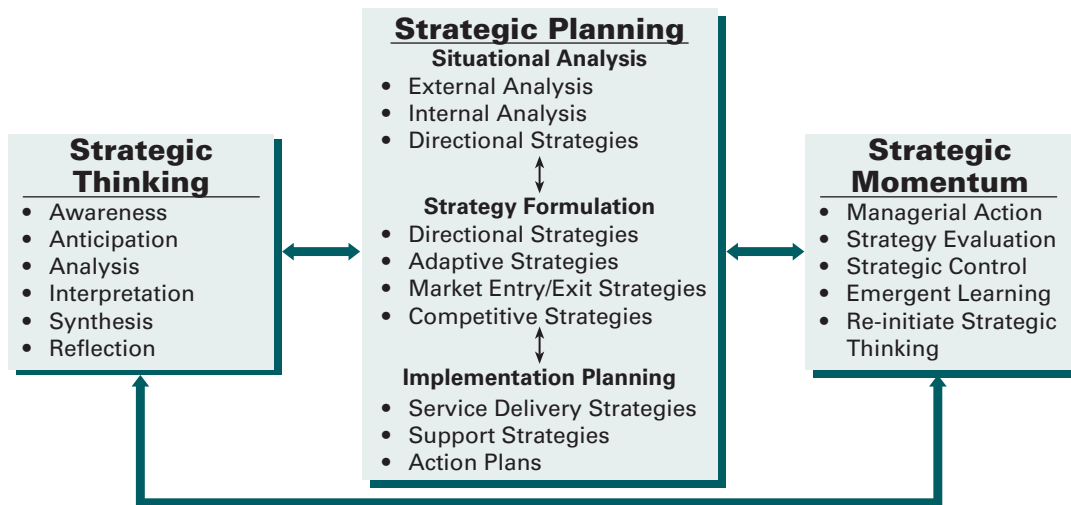 Strategic
Thinking
• Awareness
• Anticipation
• Analysis
• Interpretation
• Synthesis
• Reflection
Strategic Planning
Situational Analysis
• External Analysis
• Internal Analysis
• Directional Strategies
Strategy Formulation
• Directional Strategies
• Adaptive Strategies
• Market Entry/Exit Strategies
• Competitive Strategies
Implementation Planning
• Service Delivery Strategies
• Support Strategies
• Action Plans
Strategic
Momentum
• Managerial Action
• Strategy Evaluation
• Strategic Control
• Emergent Learning
• Re-initiate Strategic
Thinking